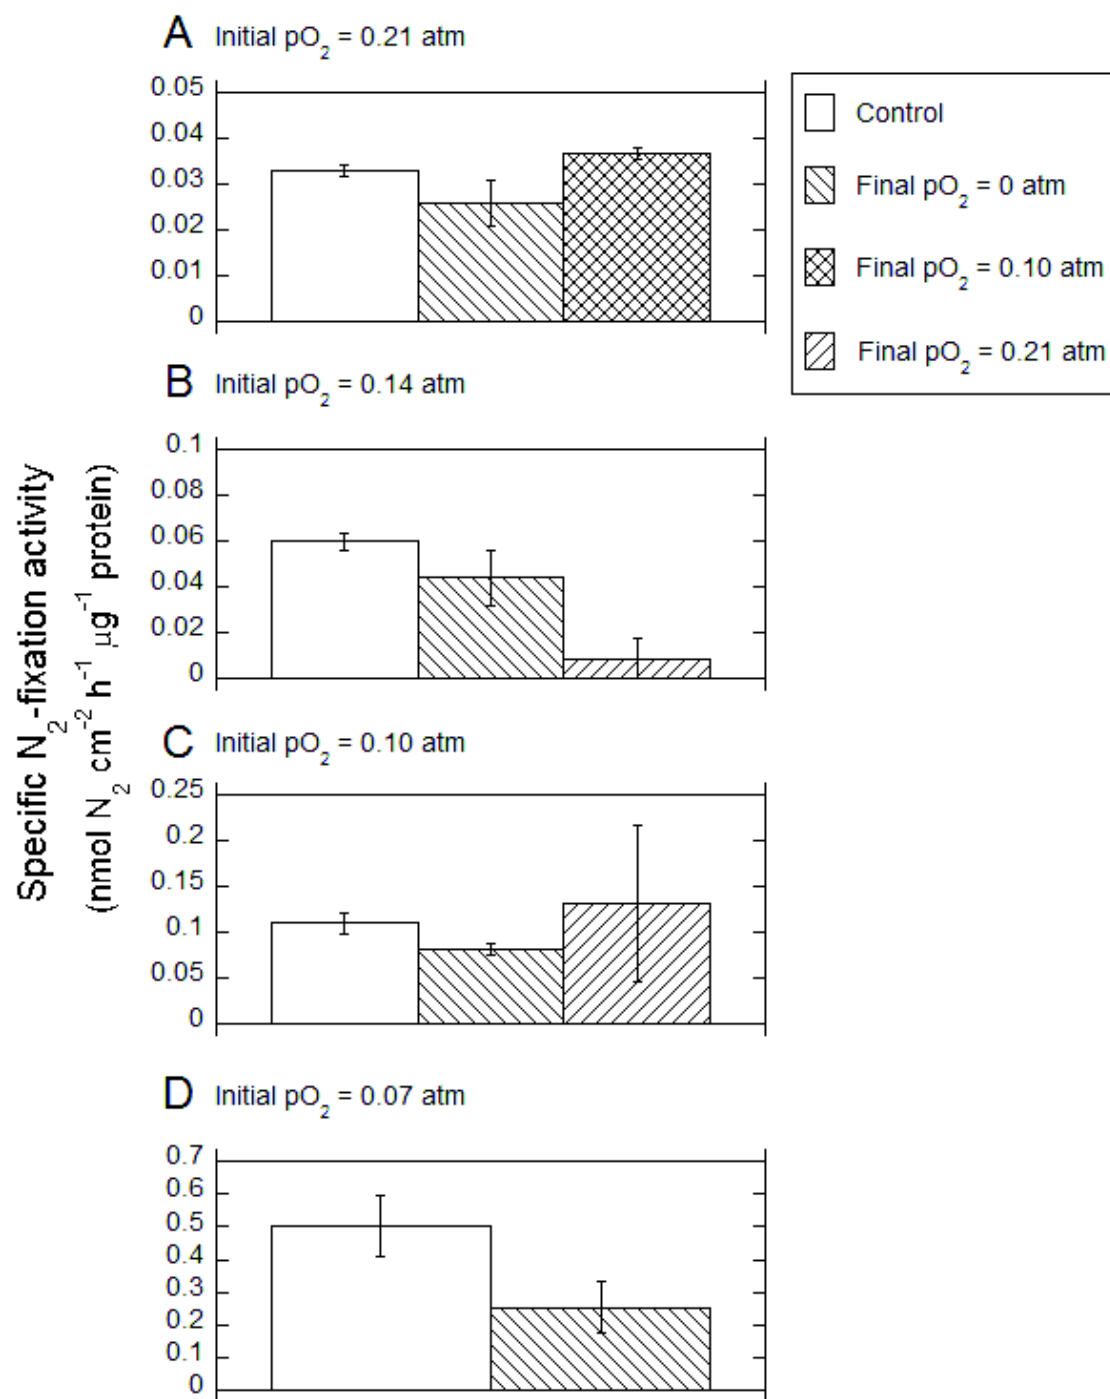 A Initial pO₂ = 0.21 atm
0.05
0.04
0.03
0.02
0.01
0
Control
Final pO₂ = 0 atm
Final pO₂ = 0.10 atm
Final pO₂ = 0.21 atm
B Initial pO₂ = 0.14 atm
0.1
0.08
0.06
0.04
0.02
0
C Initial pO₂ = 0.10 atm
0.25
0.2
0.15
0.1
0.05
0
D Initial pO₂ = 0.07 atm
0.7
0.6
0.5
0.4
0.3
0.2
0.1
0
Specific N₂-fixation activity
(nmol N₂ cm⁻² h⁻¹ µg⁻¹ protein)